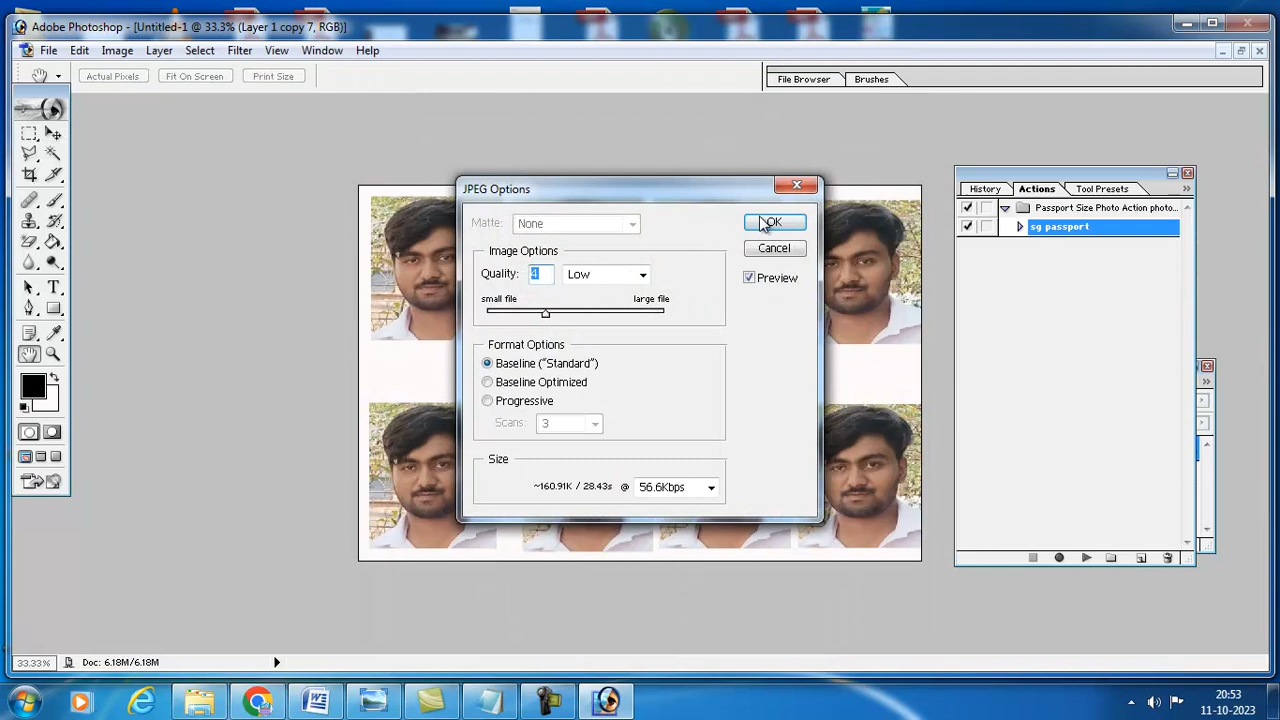 Adobe Photoshop - [Untitled-1 @ 33.3% (Layer 1 copy 7, RGB)]
File Edit Image Layer Select Filter View Window Help
Actual Pixels Fit On Screen Print Size File Browser Brushes
JPEG Options
Matte: None OK
Image Options Cancel
Quality: 4 Low Preview
small file large file
Format Options
Baseline ("Standard")
Baseline Optimized
Progressive
Scans: 3
Size
~160.91K / 28.43s @ 56.6Kbps
History Actions Tool Presets
Passport Size Photo Action photo...
sg passport
33.33% Doc: 6.18M/6.18M
20:53
11-10-2023